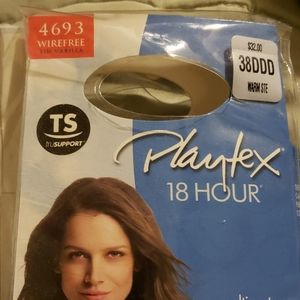 4693
WIREFREE
$32.00
38DDD
WARM STE
TS
truSUPPORT
Playtex
18 HOUR